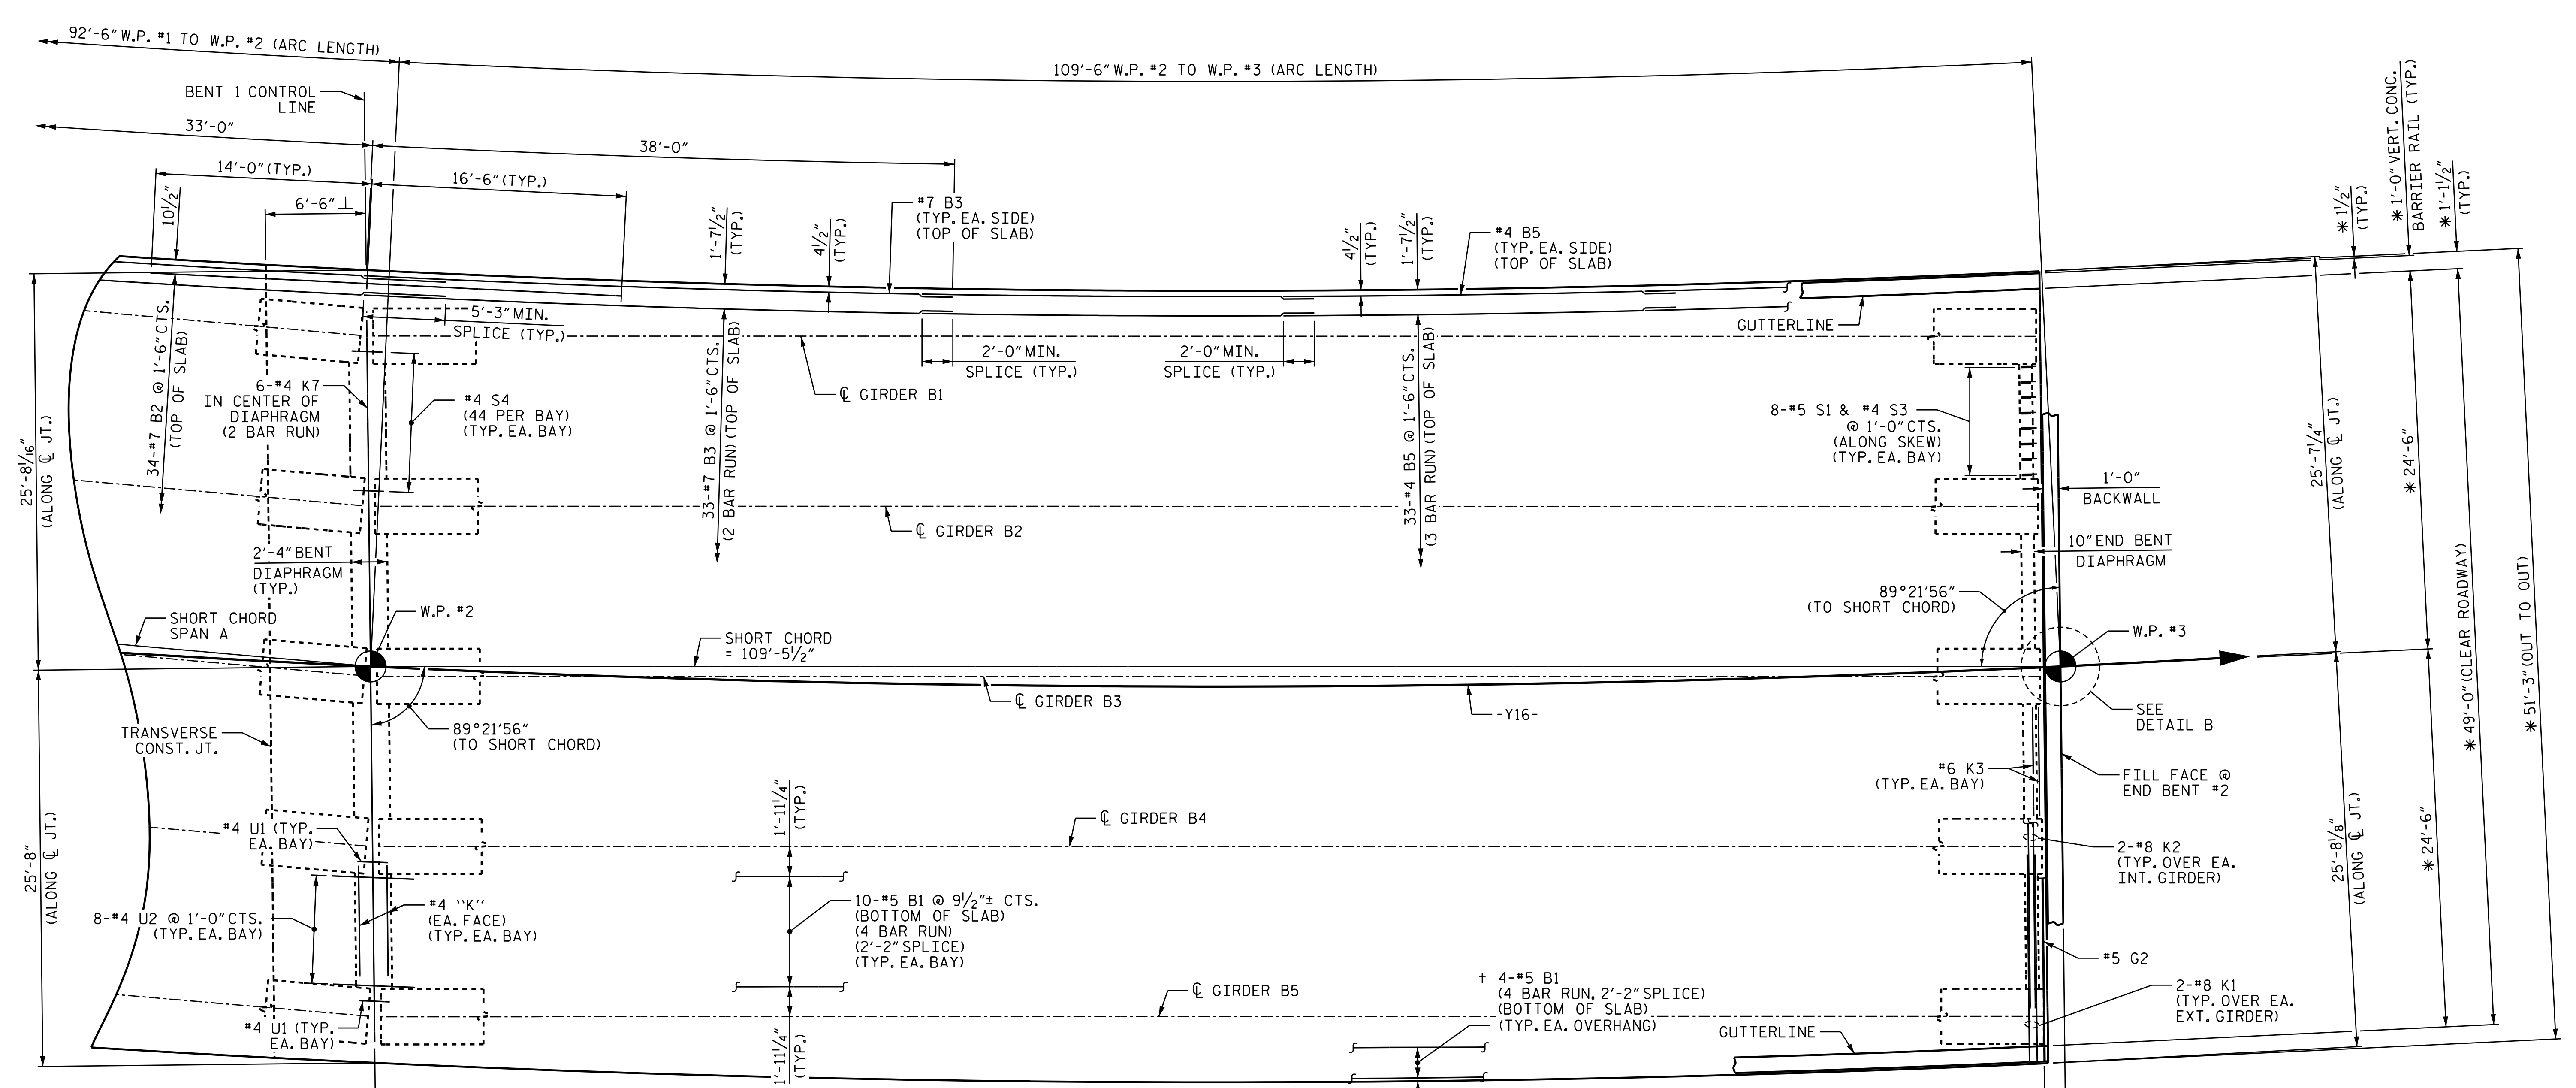 92'-6" W.P. #1 TO W.P. #2 (ARC LENGTH)
109'-6" W.P. #2 TO W.P. #3 (ARC LENGTH)
BENT 1 CONTROL
LINE
33'-0"
38'-0"
14'-0" (TYP.)
16'-6" (TYP.)
6'-6" ⊥
10½"
1'-7½"
(TYP.)
4½"
(TYP.)
#7 B3
(TYP. EA. SIDE)
(TOP OF SLAB)
4½"
(TYP.)
1'-7½"
(TYP.)
#4 B5
(TYP. EA. SIDE)
(TOP OF SLAB)
✳ 1½"
(TYP.)
✳ 1'-0" VERT. CONC.
BARRIER RAIL (TYP.)
✳ 1'-1½"
(TYP.)
34-#7 B2 @ 1'-6" CTS.
(TOP OF SLAB)
5'-3" MIN.
SPLICE (TYP.)
33-#7 B3 @ 1'-6" CTS.
(2 BAR RUN) (TOP OF SLAB)
2'-0" MIN.
SPLICE (TYP.)
2'-0" MIN.
SPLICE (TYP.)
33-#4 B5 @ 1'-6" CTS.
(3 BAR RUN) (TOP OF SLAB)
GUTTERLINE
6-#4 K7
IN CENTER OF
DIAPHRAGM
(2 BAR RUN)
#4 S4
(44 PER BAY)
(TYP. EA. BAY)
℄ GIRDER B1
8-#5 S1 & #4 S3
@ 1'-0" CTS.
(ALONG SKEW)
(TYP. EA. BAY)
25'-8 1/16"
(ALONG ℄ JT.)
25'-7¼"
(ALONG ℄ JT.)
✳ 24'-6"
1'-0"
BACKWALL
℄ GIRDER B2
2'-4" BENT
DIAPHRAGM
(TYP.)
10" END BENT
DIAPHRAGM
✳ 49'-0" (CLEAR ROADWAY)
✳ 51'-3" (OUT TO OUT)
SHORT CHORD
SPAN A
W.P. #2
SHORT CHORD
= 109'-5½"
89°21'56"
(TO SHORT CHORD)
W.P. #3
℄ GIRDER B3
-Y16-
SEE
DETAIL B
TRANSVERSE
CONST. JT.
89°21'56"
(TO SHORT CHORD)
#6 K3
(TYP. EA. BAY)
FILL FACE @
END BENT #2
1'-11¼"
(TYP.)
℄ GIRDER B4
#4 U1 (TYP.
EA. BAY)
25'-8"
(ALONG ℄ JT.)
2-#8 K2
(TYP. OVER EA.
INT. GIRDER)
25'-8⅛"
(ALONG ℄ JT.)
✳ 24'-6"
8-#4 U2 @ 1'-0" CTS.
(TYP. EA. BAY)
#4 "K"
(EA. FACE)
(TYP. EA. BAY)
10-#5 B1 @ 9½"± CTS.
(BOTTOM OF SLAB)
(4 BAR RUN)
(2'-2" SPLICE)
(TYP. EA. BAY)
#5 G2
℄ GIRDER B5
† 4-#5 B1
(4 BAR RUN, 2'-2" SPLICE)
(BOTTOM OF SLAB)
(TYP. EA. OVERHANG)
2-#8 K1
(TYP. OVER EA.
EXT. GIRDER)
#4 U1 (TYP.
EA. BAY)
1'-11¼"
(TYP.)
GUTTERLINE